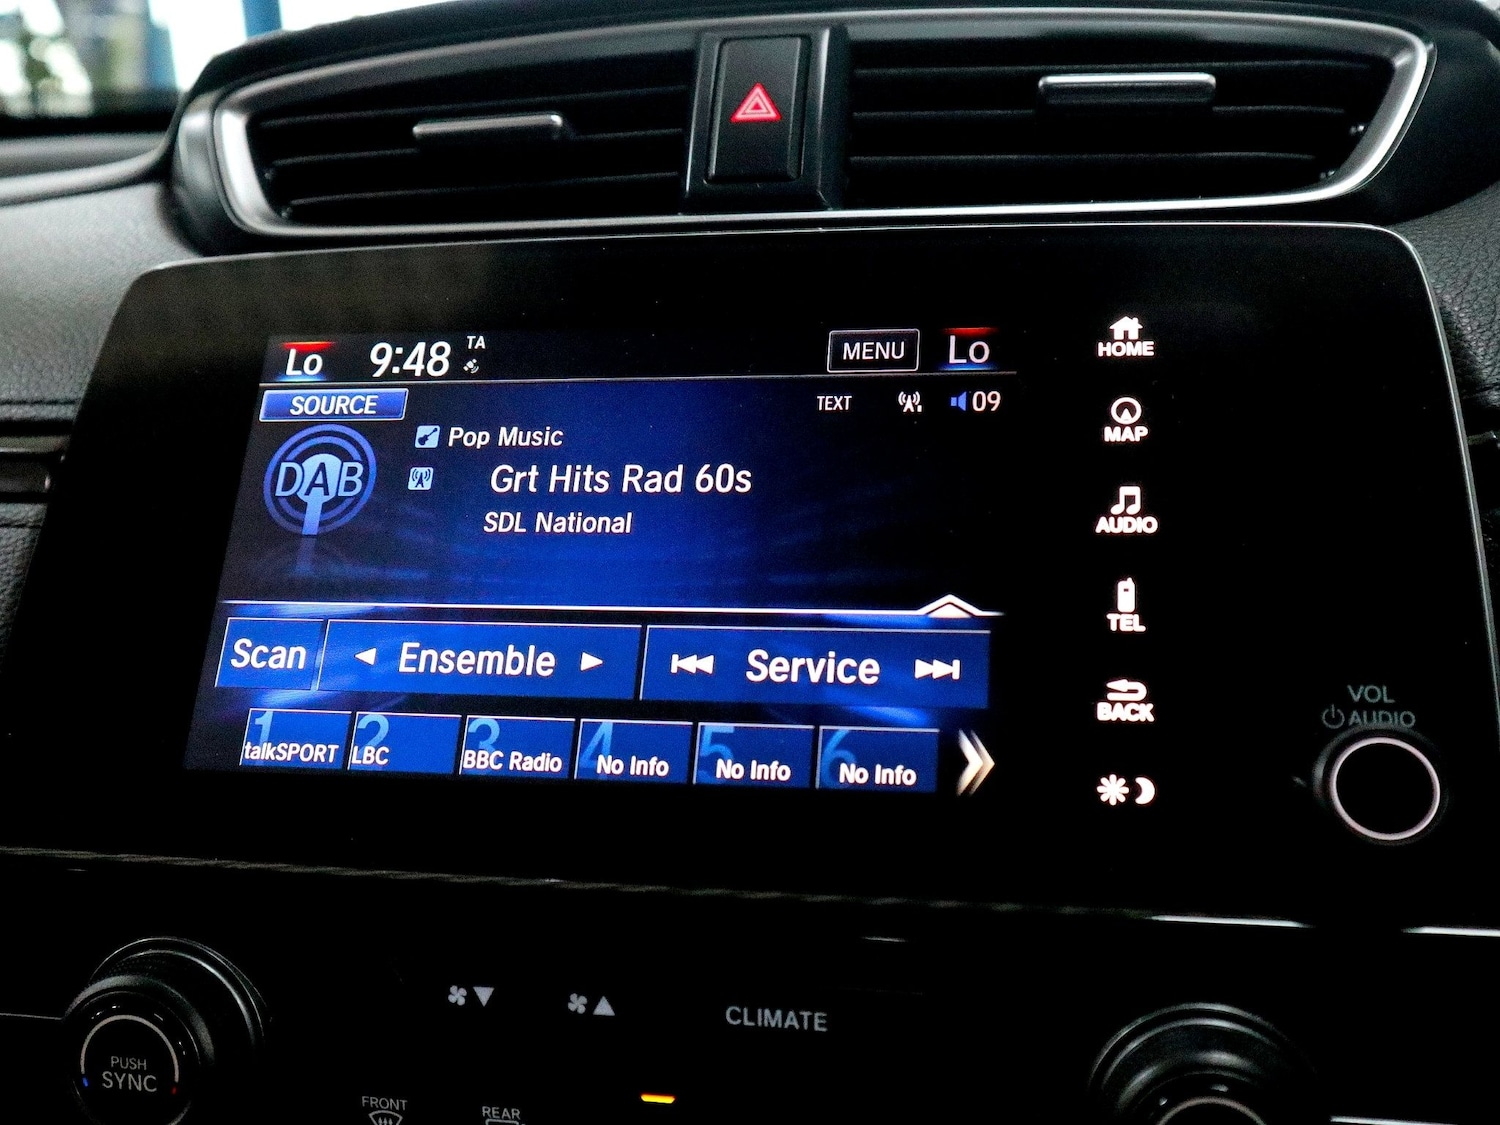 Lo 9:48 TA MENU Lo
SOURCE TEXT 09
Pop Music
DAB
Grt Hits Rad 60s
SDL National
Scan Ensemble Service
1 talkSPORT 2 LBC 3 BBC Radio 4 No Info 5 No Info 6 No Info
HOME
MAP
AUDIO
TEL
BACK
VOL
AUDIO
CLIMATE
PUSH
SYNC
FRONT
REAR